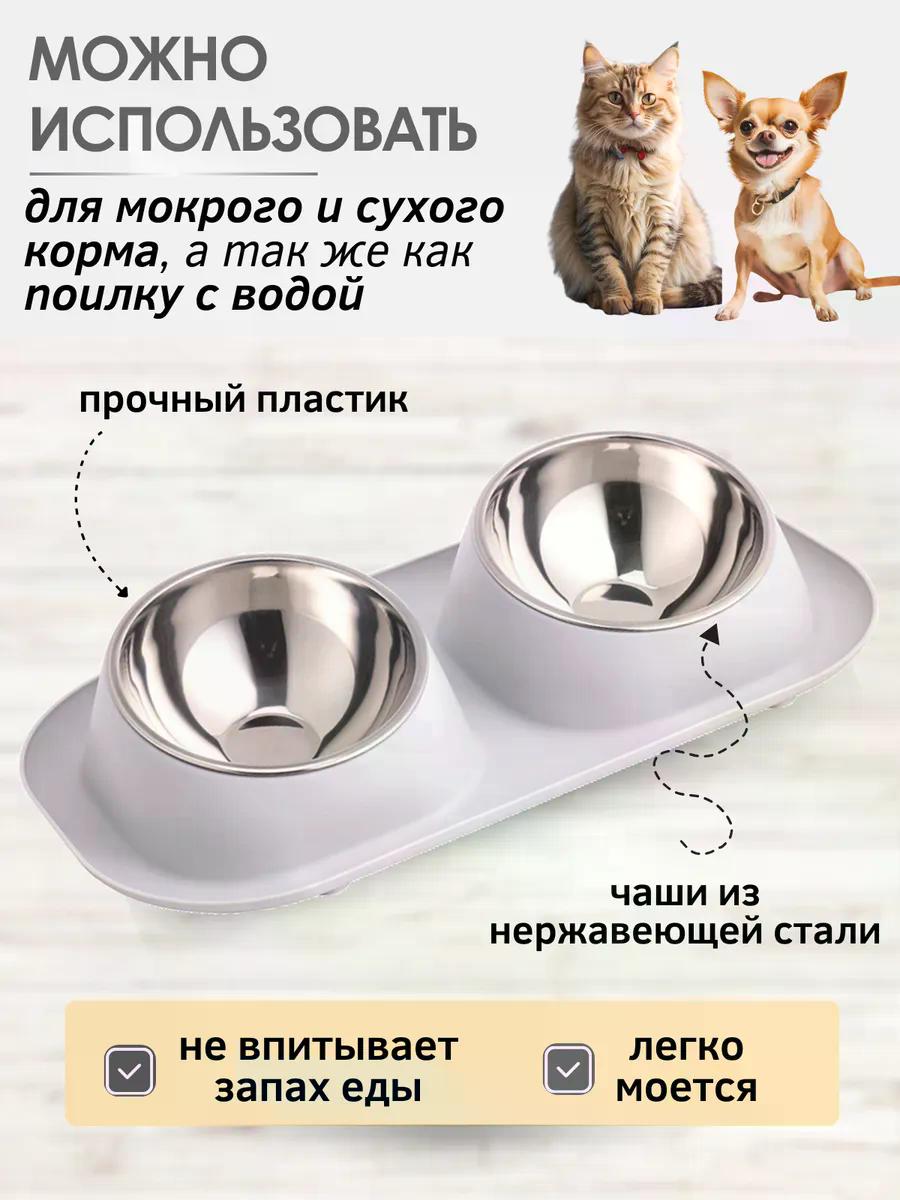 МОЖНО
ИСПОЛЬЗОВАТЬ
для мокрого и сухого
корма, а так же как
поилку с водой
прочный пластик
чаши из
нержавеющей стали
не впитывает
запах еды
легко
моется